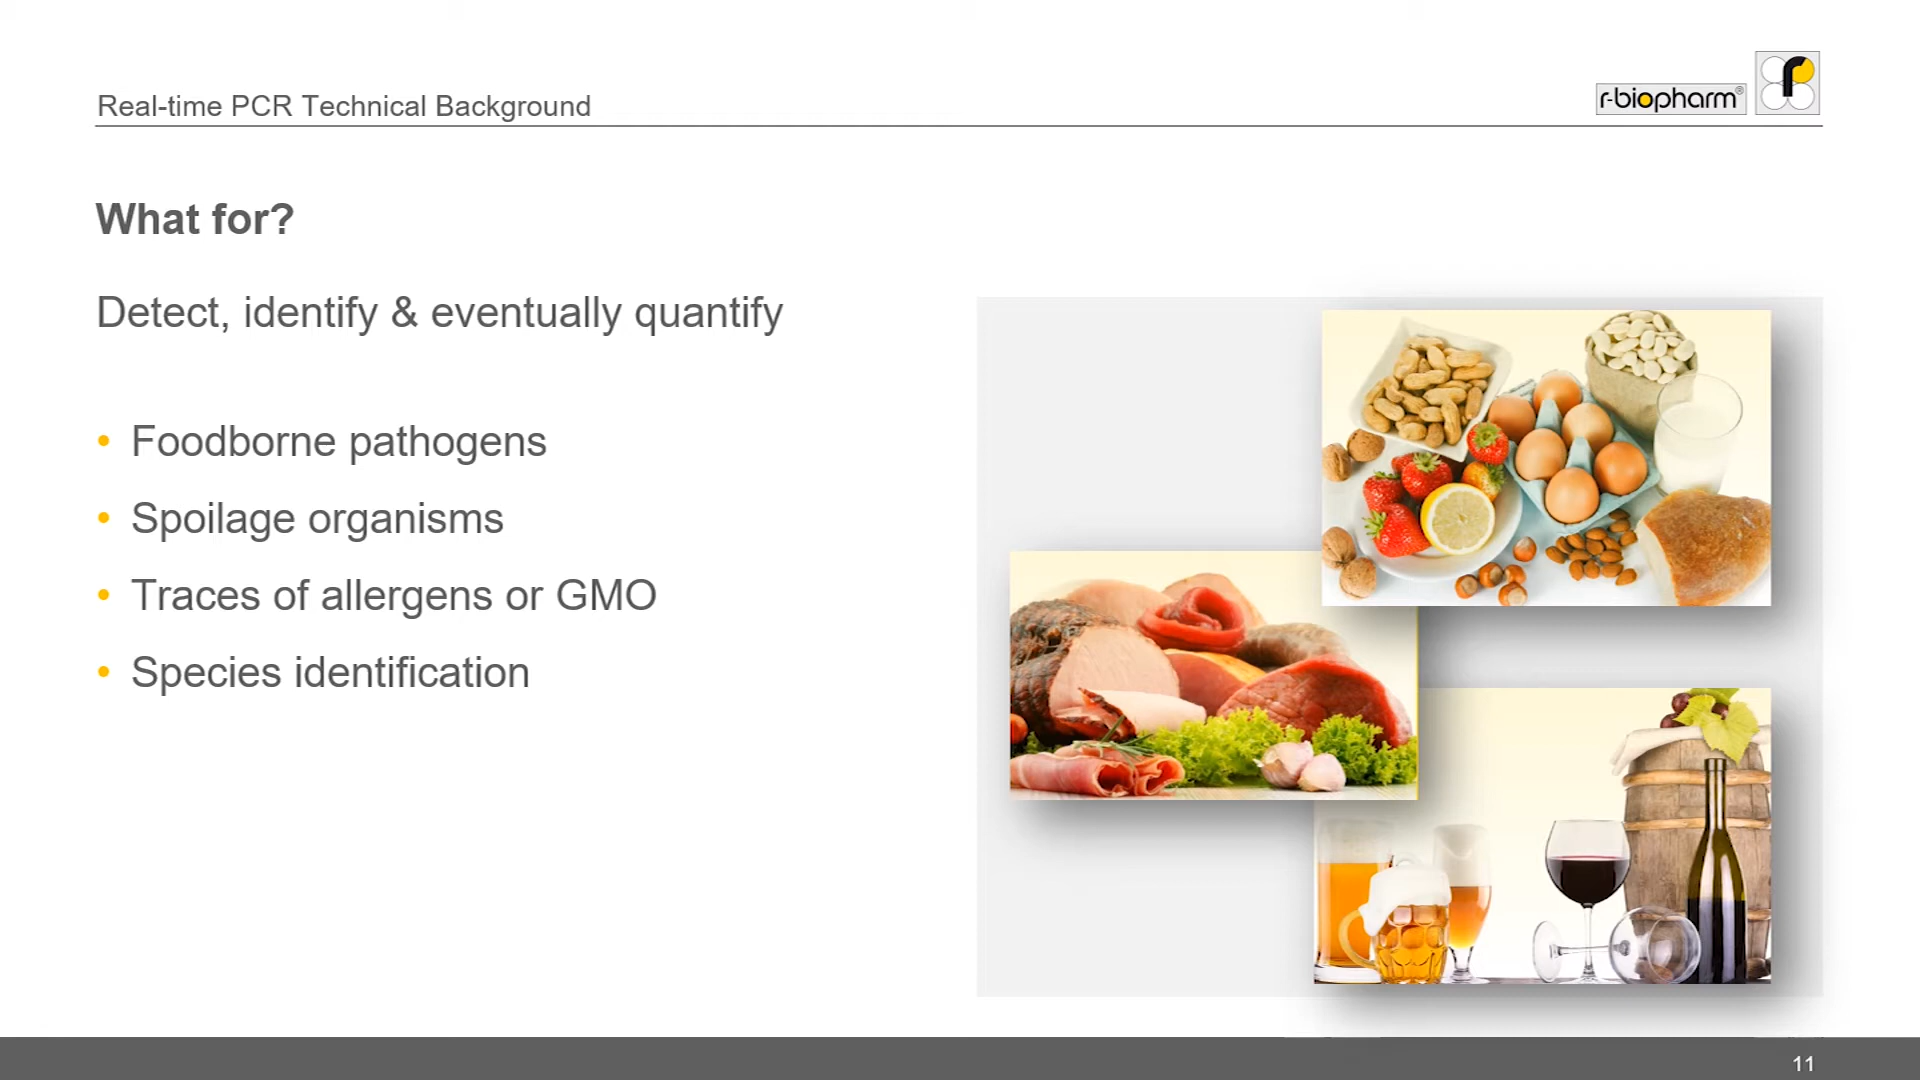 Real-time PCR Technical Background
r-biopharm®
r
What for?
Detect, identify & eventually quantify
• Foodborne pathogens
• Spoilage organisms
• Traces of allergens or GMO
• Species identification
11